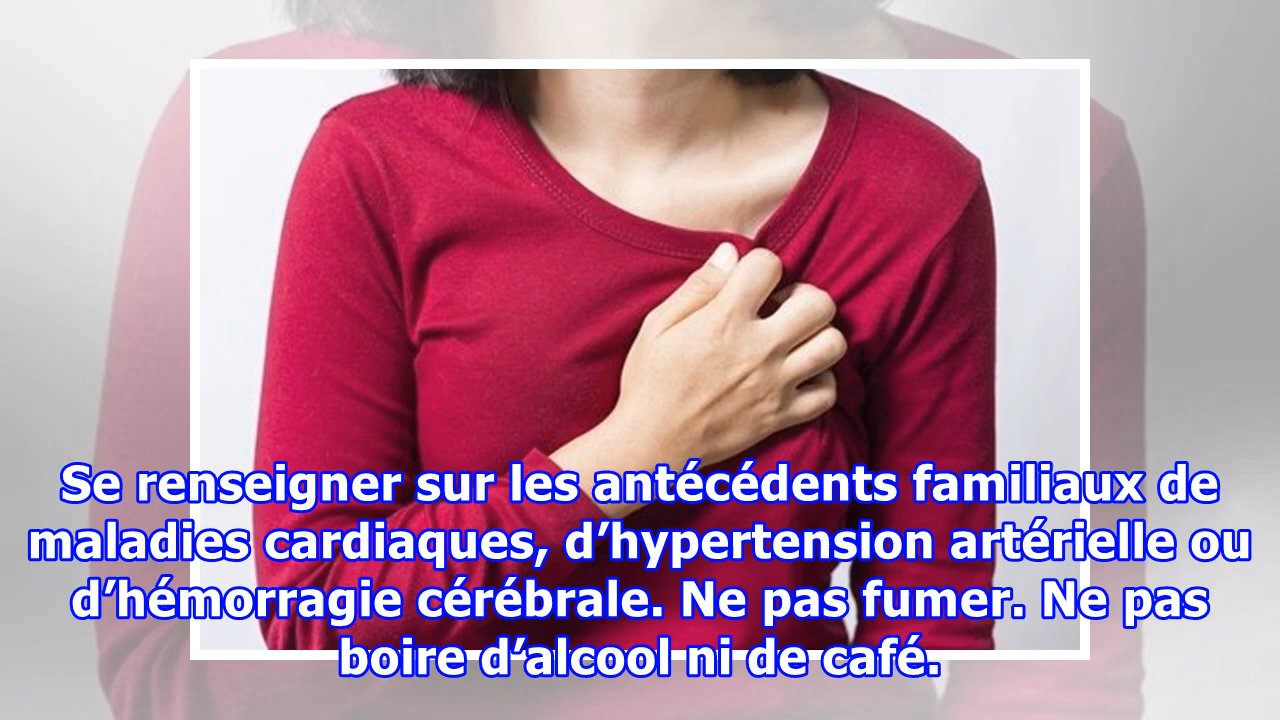 Se renseigner sur les antécédents familiaux de
maladies cardiaques, d’hypertension artérielle ou
d’hémorragie cérébrale. Ne pas fumer. Ne pas
boire d’alcool ni de café.